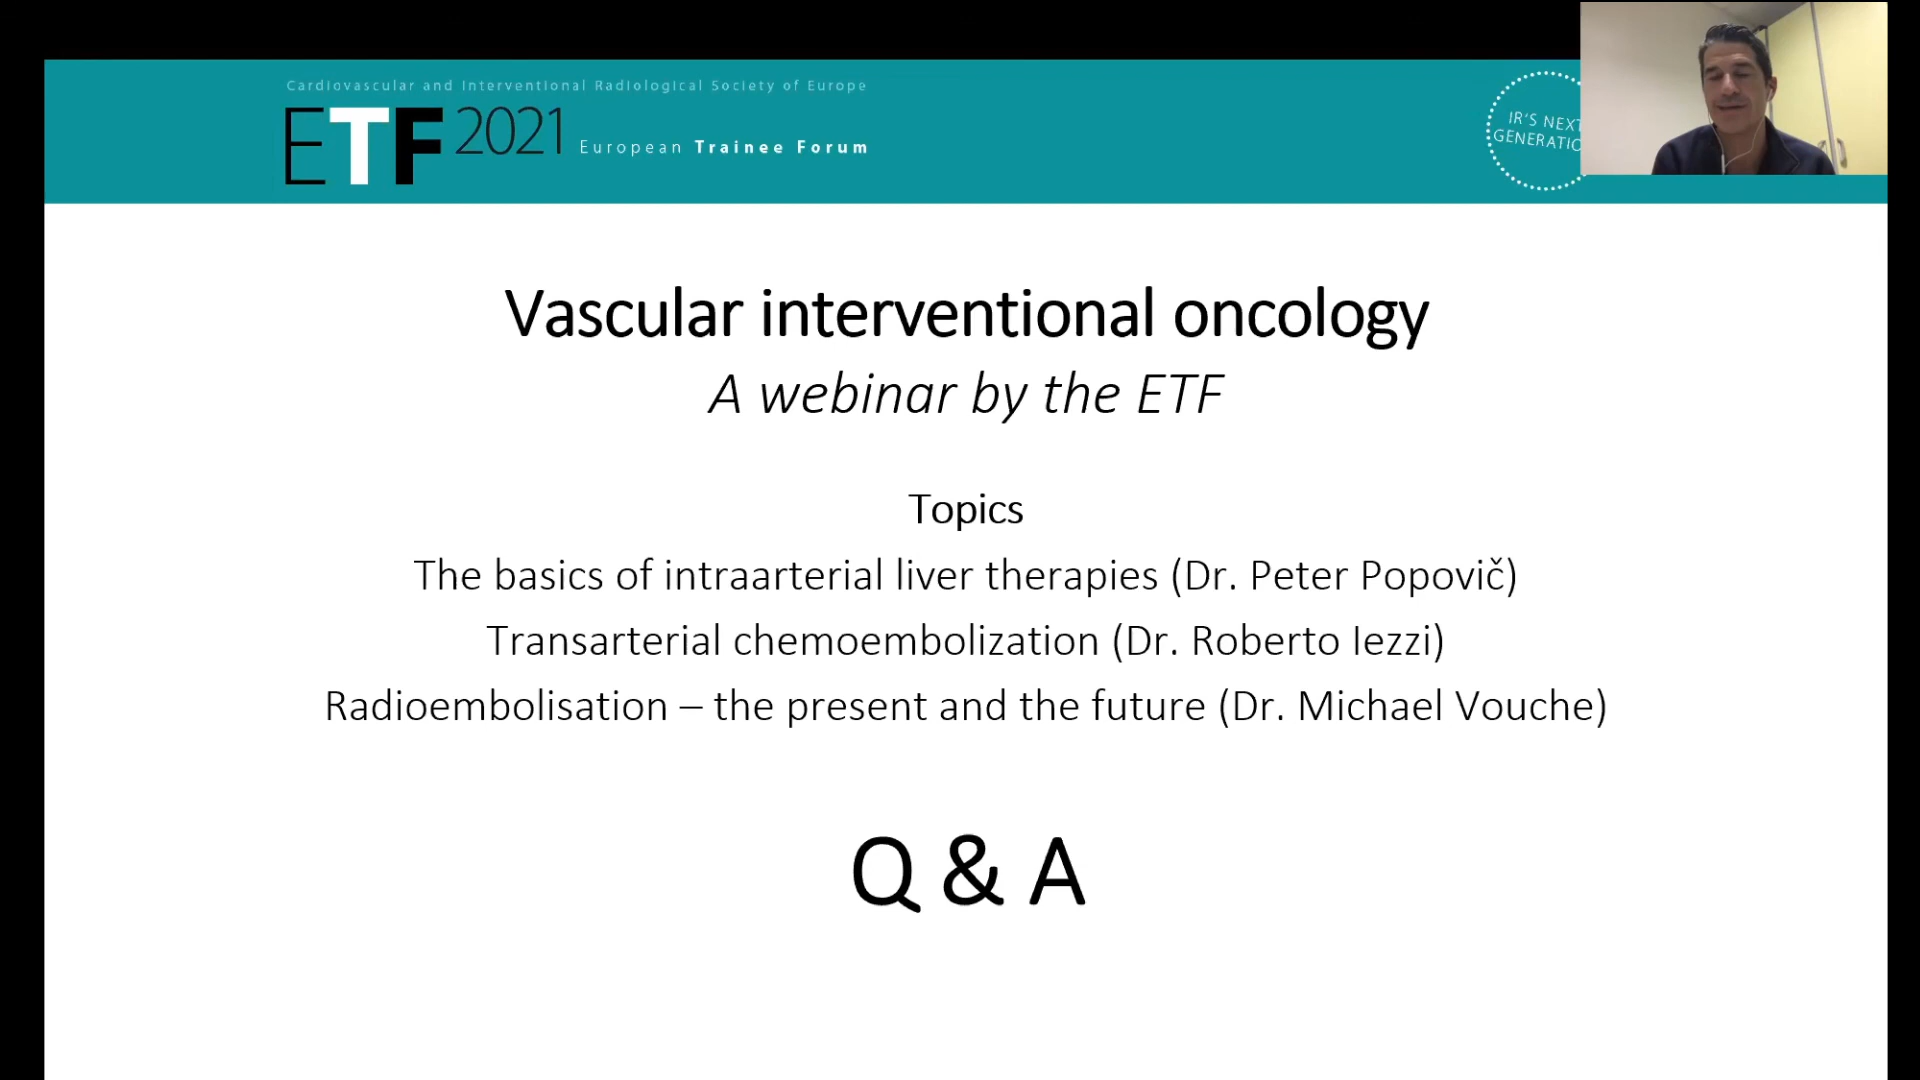 Cardiovascular and Interventional Radiological Society of Europe
ETF 2021 European Trainee Forum
IR'S NEXT
Vascular interventional oncology
A webinar by the ETF
Topics
The basics of intraarterial liver therapies (Dr. Peter Popovič)
Transarterial chemoembolization (Dr. Roberto Iezzi)
Radioembolisation – the present and the future (Dr. Michael Vouche)
Q & A